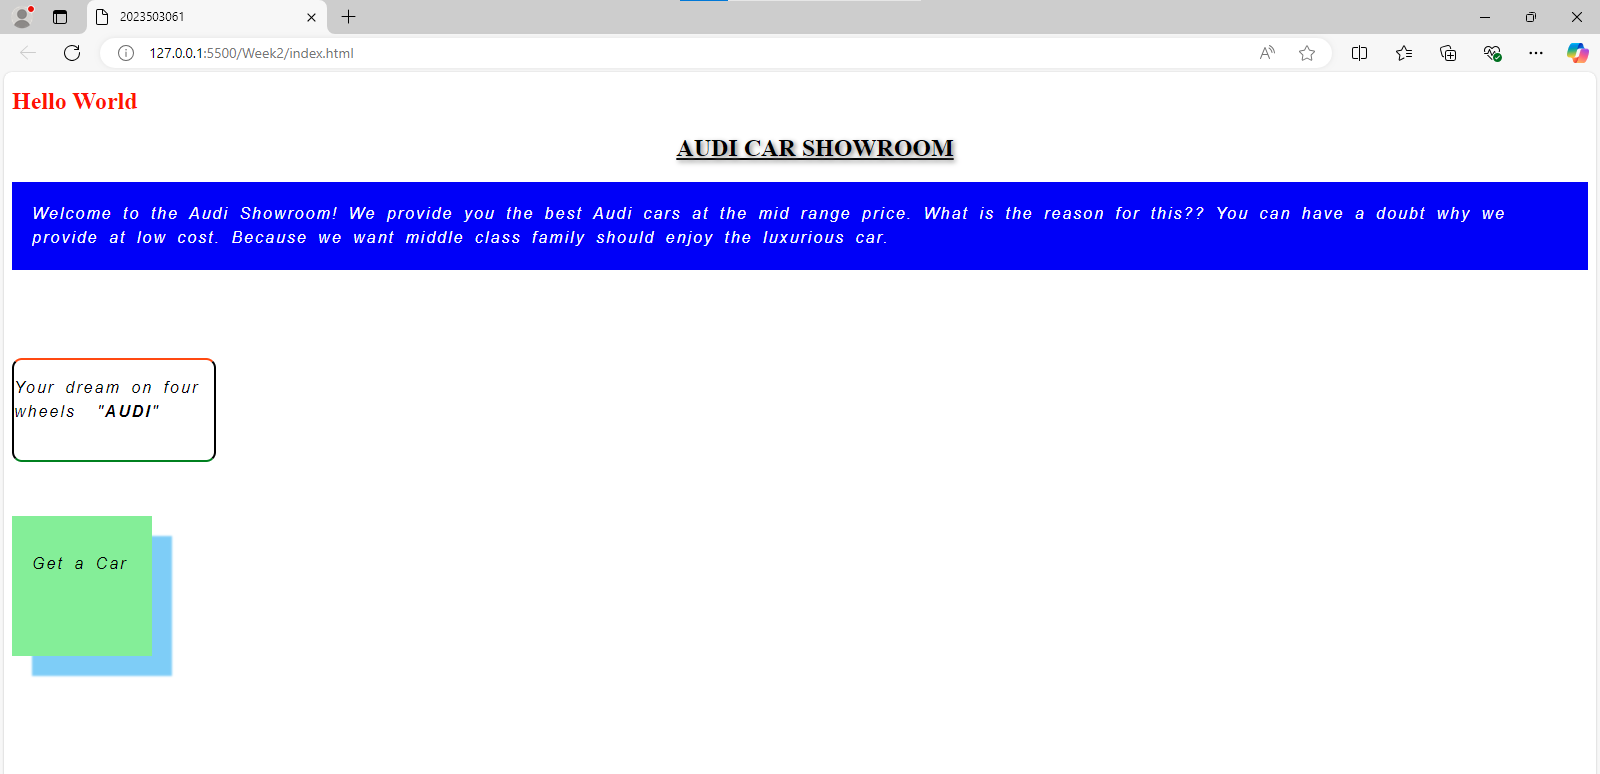 2023503061
127.0.0.1:5500/Week2/index.html
Hello World
AUDI CAR SHOWROOM
Welcome to the Audi Showroom! We provide you the best Audi cars at the mid range price. What is the reason for this?? You can have a doubt why we
provide at low cost. Because we want middle class family should enjoy the luxurious car.
Your dream on four
wheels "AUDI"
Get a Car